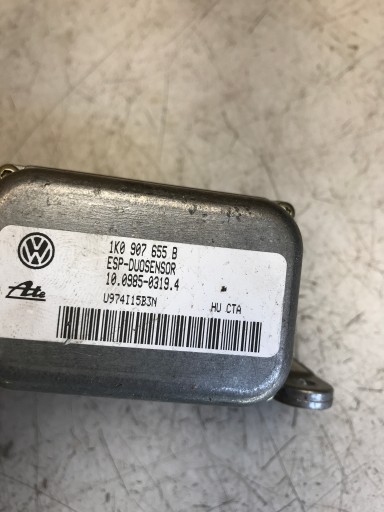 1K0 907 655 B
ESP-DUOSENSOR
10.0985-0319.4
U974I15B3N HU CTA
Ate